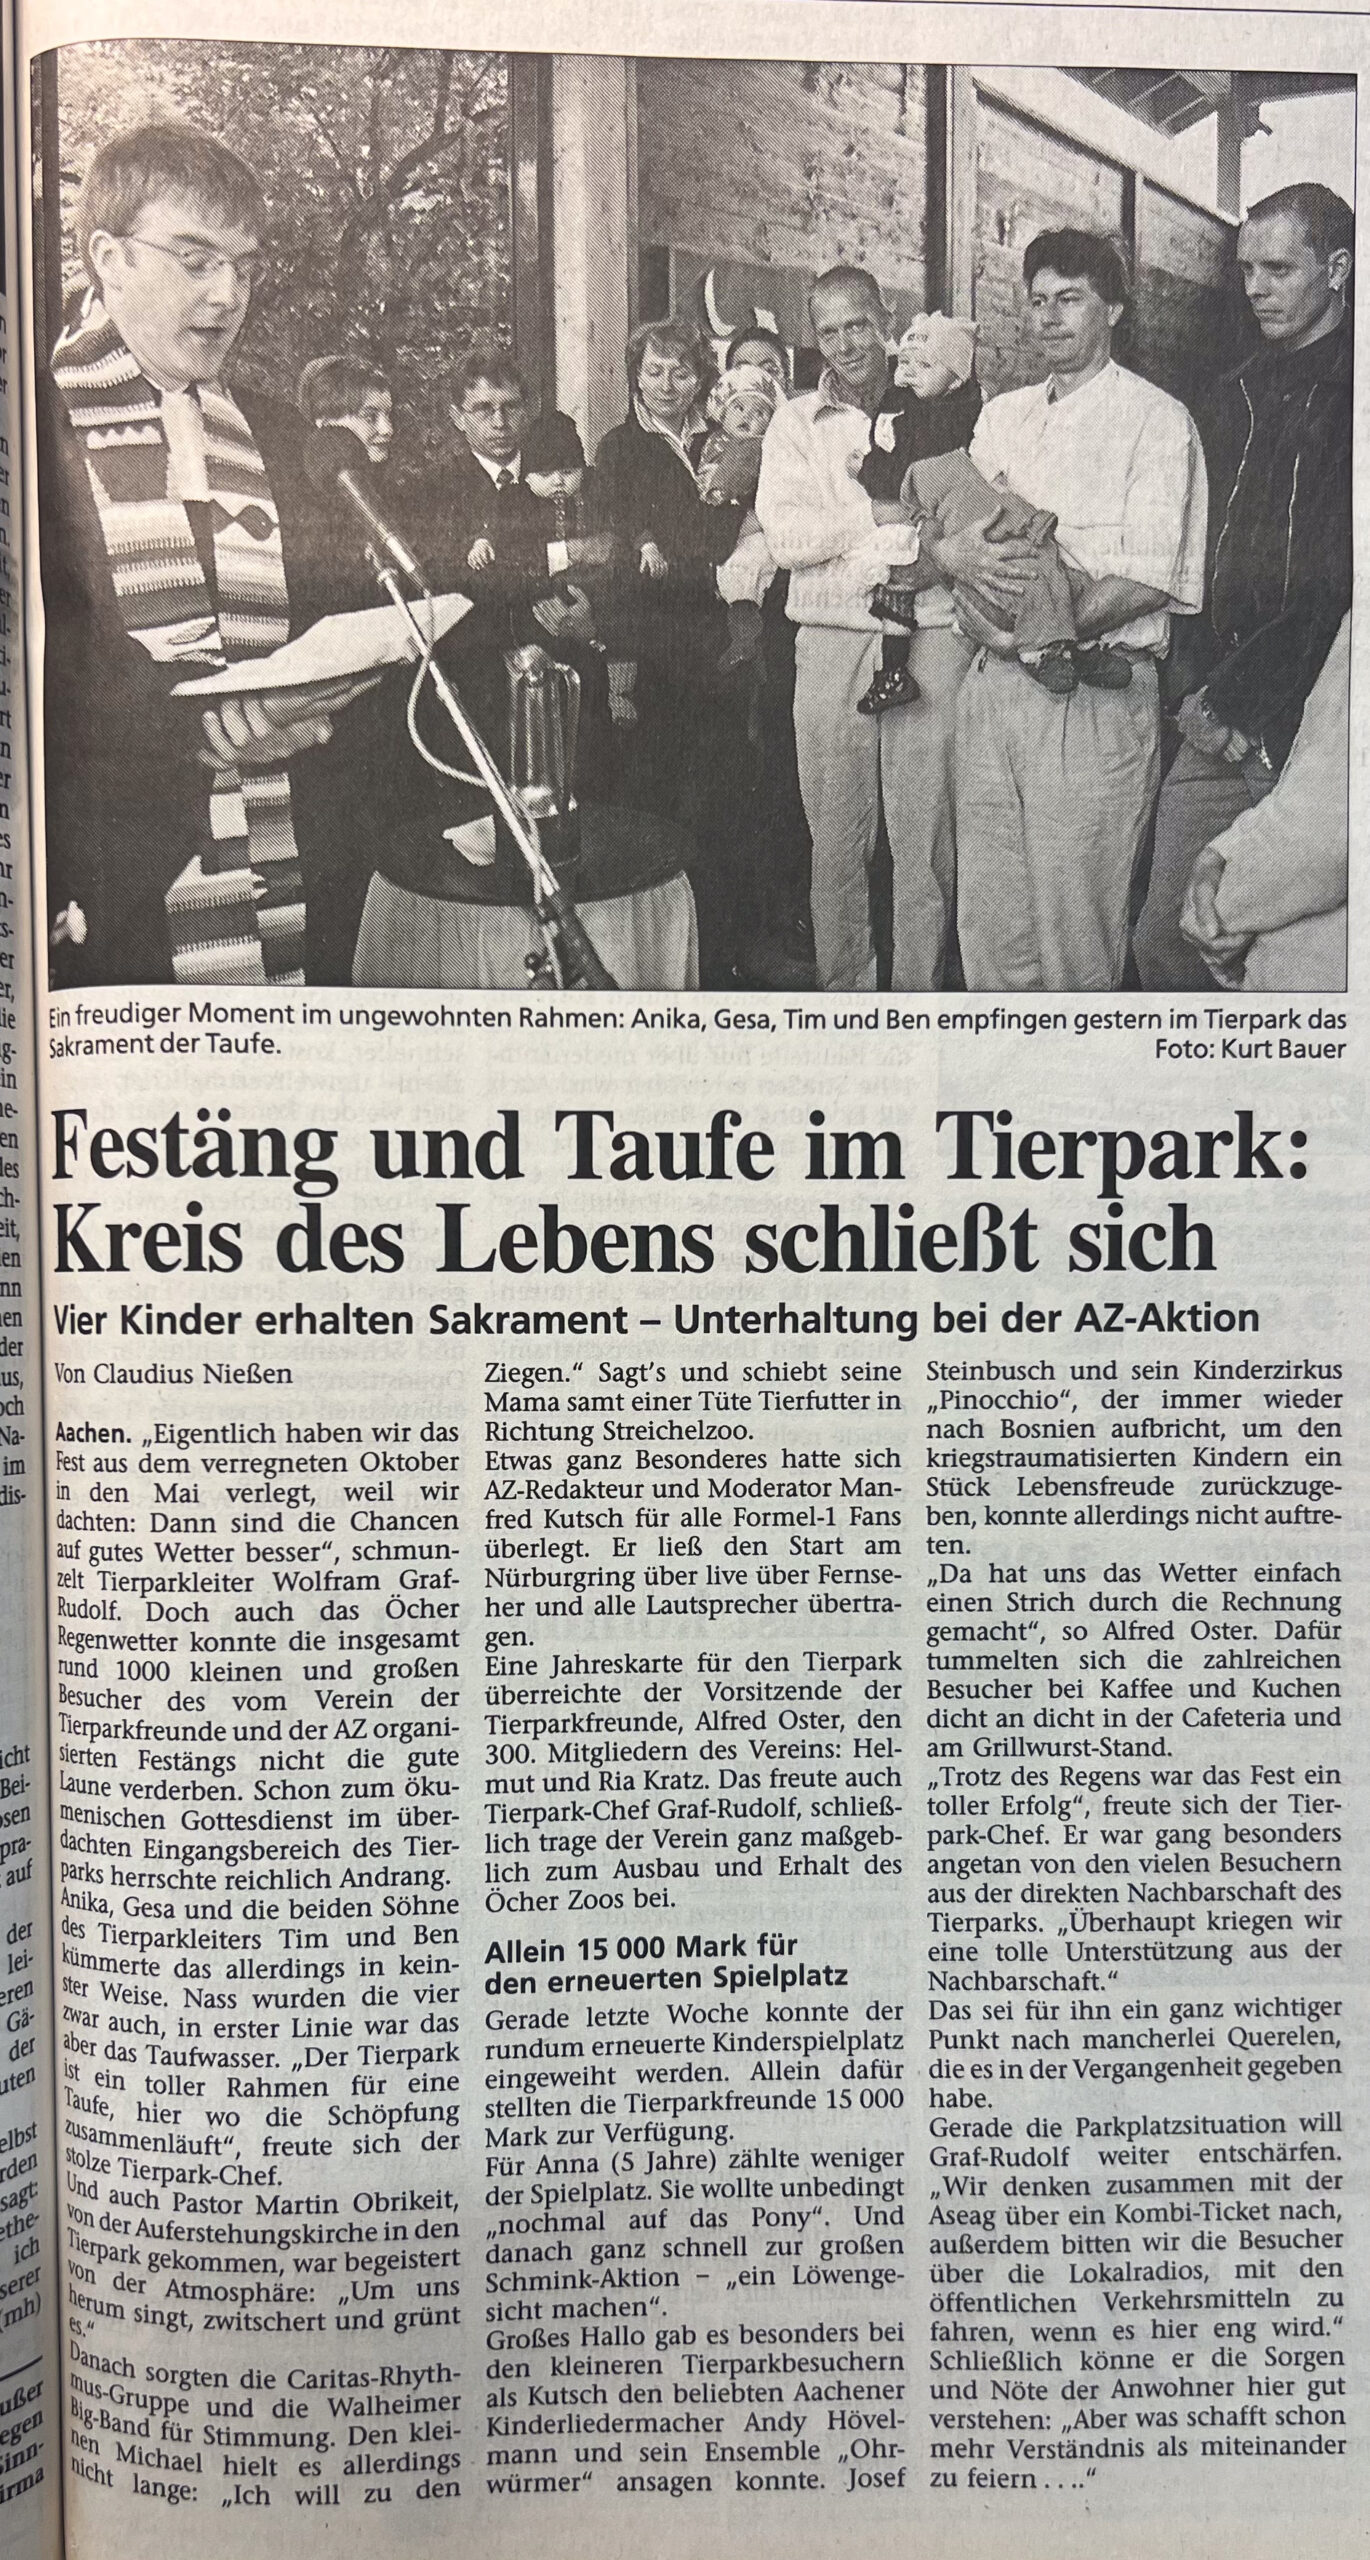 Ein freudiger Moment im ungewohnten Rahmen: Anika, Gesa, Tim und Ben empfingen gestern im Tierpark das
Sakrament der Taufe.
Foto: Kurt Bauer
Festäng und Taufe im Tierpark:
Kreis des Lebens schließt sich
Vier Kinder erhalten Sakrament – Unterhaltung bei der AZ-Aktion
Von Claudius Nießen
Aachen. „Eigentlich haben wir das
Fest aus dem verregneten Oktober
in den Mai verlegt, weil wir
dachten: Dann sind die Chancen
auf gutes Wetter besser“, schmun-
zelt Tierparkleiter Wolfram Graf-
Rudolf. Doch auch das Öcher
Regenwetter konnte die insgesamt
rund 1000 kleinen und großen
Besucher des vom Verein der
Tierparkfreunde und der AZ organi-
sierten Festängs nicht die gute
Laune verderben. Schon zum öku-
menischen Gottesdienst im über-
dachten Eingangsbereich des Tier-
parks herrschte reichlich Andrang.
Anika, Gesa und die beiden Söhne
des Tierparkleiters Tim und Ben
kümmerte das allerdings in kein-
ster Weise. Nass wurden die vier
zwar auch, in erster Linie war das
aber das Taufwasser. „Der Tierpark
ist ein toller Rahmen für eine
Taufe, hier wo die Schöpfung
zusammenläuft“, freute sich der
stolze Tierpark-Chef.
Und auch Pastor Martin Obrikeit,
von der Auferstehungskirche in den
Tierpark gekommen, war begeistert
von der Atmosphäre: „Um uns
herum singt, zwitschert und grünt
es.“
Danach sorgten die Caritas-Rhyth-
mus-Gruppe und die Walheimer
Big-Band für Stimmung. Den klei-
nen Michael hielt es allerdings
nicht lange: „Ich will zu den
Ziegen.“ Sagt’s und schiebt seine
Mama samt einer Tüte Tierfutter in
Richtung Streichelzoo.
Etwas ganz Besonderes hatte sich
AZ-Redakteur und Moderator Man-
fred Kutsch für alle Formel-1 Fans
überlegt. Er ließ den Start am
Nürburgring über live über Fernse-
her und alle Lautsprecher übertra-
gen.
Eine Jahreskarte für den Tierpark
überreichte der Vorsitzende der
Tierparkfreunde, Alfred Oster, den
300. Mitgliedern des Vereins: Hel-
mut und Ria Kratz. Das freute auch
Tierpark-Chef Graf-Rudolf, schließ-
lich trage der Verein ganz maßgeb-
lich zum Ausbau und Erhalt des
Öcher Zoos bei.
Allein 15 000 Mark für
den erneuerten Spielplatz
Gerade letzte Woche konnte der
rundum erneuerte Kinderspielplatz
eingeweiht werden. Allein dafür
stellten die Tierparkfreunde 15 000
Mark zur Verfügung.
Für Anna (5 Jahre) zählte weniger
der Spielplatz. Sie wollte unbedingt
„nochmal auf das Pony“. Und
danach ganz schnell zur großen
Schmink-Aktion – „ein Löwenge-
sicht machen“.
Großes Hallo gab es besonders bei
den kleineren Tierparkbesuchern
als Kutsch den beliebten Aachener
Kinderliedermacher Andy Hövel-
mann und sein Ensemble „Ohr-
würmer“ ansagen konnte. Josef
Steinbusch und sein Kinderzirkus
„Pinocchio“, der immer wieder
nach Bosnien aufbricht, um den
kriegstraumatisierten Kindern ein
Stück Lebensfreude zurückzuge-
ben, konnte allerdings nicht auftre-
ten.
„Da hat uns das Wetter einfach
einen Strich durch die Rechnung
gemacht“, so Alfred Oster. Dafür
tummelten sich die zahlreichen
Besucher bei Kaffee und Kuchen
dicht an dicht in der Cafeteria und
am Grillwurst-Stand.
„Trotz des Regens war das Fest ein
toller Erfolg“, freute sich der Tier-
park-Chef. Er war gang besonders
angetan von den vielen Besuchern
aus der direkten Nachbarschaft des
Tierparks. „Überhaupt kriegen wir
eine tolle Unterstützung aus der
Nachbarschaft.“
Das sei für ihn ein ganz wichtiger
Punkt nach mancherlei Querelen,
die es in der Vergangenheit gegeben
habe.
Gerade die Parkplatzsituation will
Graf-Rudolf weiter entschärfen.
„Wir denken zusammen mit der
Aseag über ein Kombi-Ticket nach,
außerdem bitten wir die Besucher
über die Lokalradios, mit den
öffentlichen Verkehrsmitteln zu
fahren, wenn es hier eng wird.“
Schließlich könne er die Sorgen
und Nöte der Anwohner hier gut
verstehen: „Aber was schafft schon
mehr Verständnis als miteinander
zu feiern . . ..“